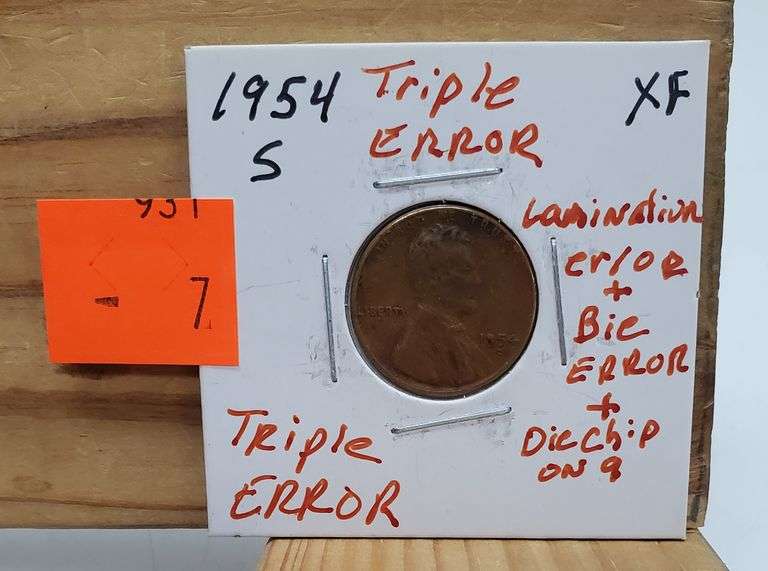 1954
S
Triple
ERROR
XF
Lamination
error
+
Bie
ERROR
+
Die Chip
ON 9
Triple
ERROR
- 7
LIBERTY
1954